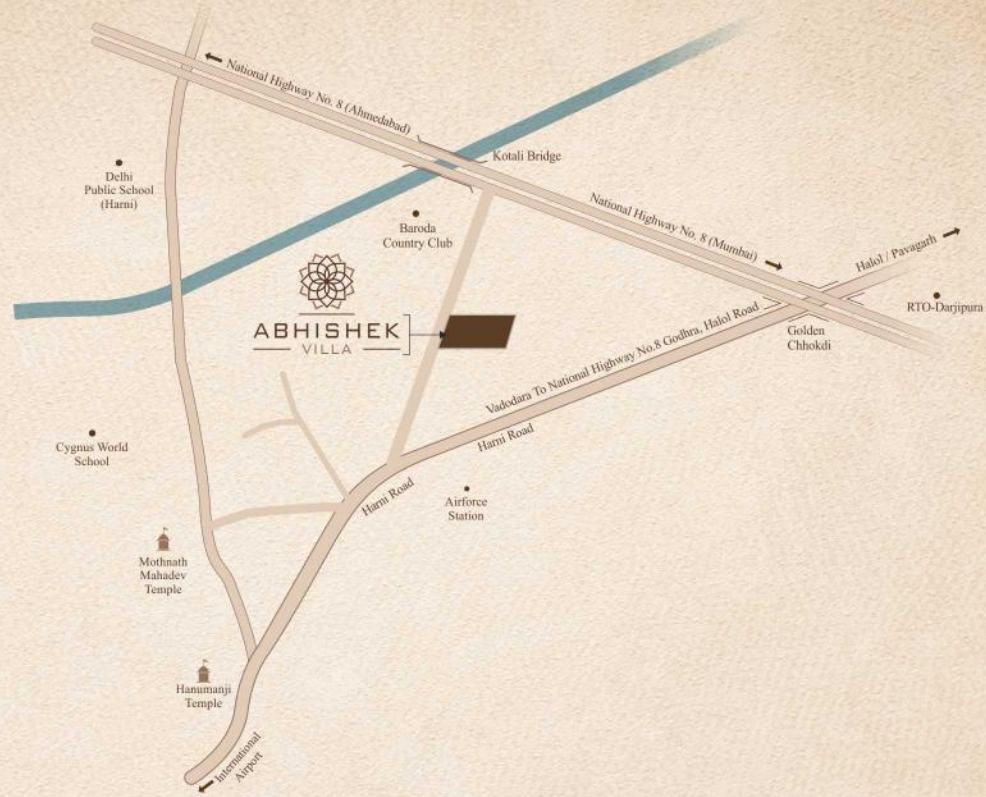 National Highway No. 8 (Ahmedabad)
Kotali Bridge
Delhi
Public School
(Harni)
Baroda
Country Club
National Highway No. 8 (Mumbai)
Halol / Pavagarh
RTO-Darjipura
Golden
Chhokdi
ABHISHEK
VILLA
Vadodara To National Highway No.8 Godhra, Halol Road
Harni Road
Cygnus World
School
Harni Road
Airforce
Station
Mothnath
Mahadev
Temple
Hanumanji
Temple
International
Airport